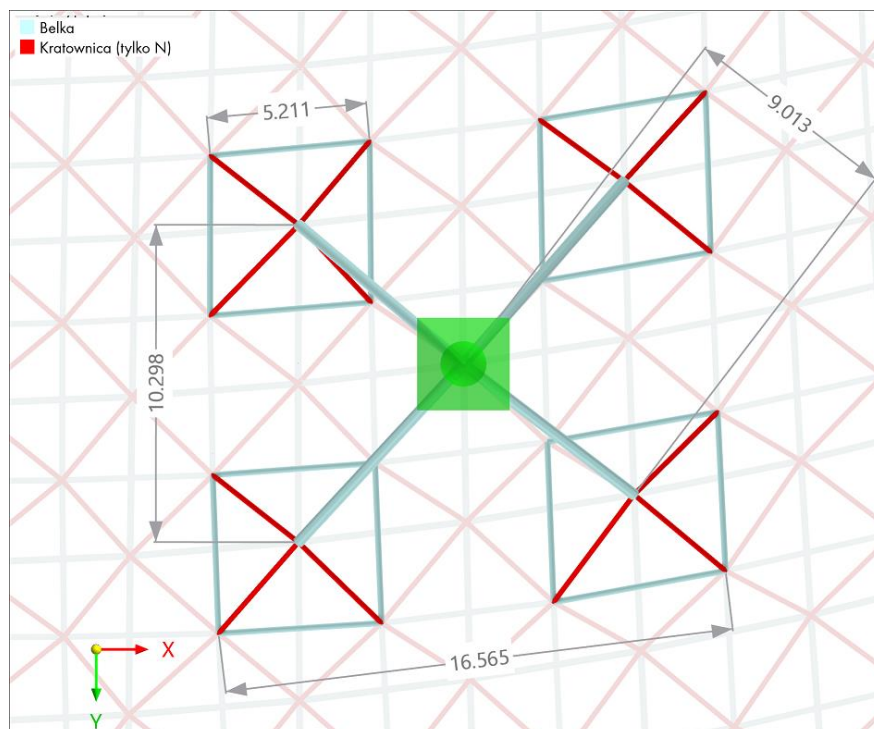 Belka
Kratownica (tylko N)
5.211
9.013
10.298
16.565
X
Y